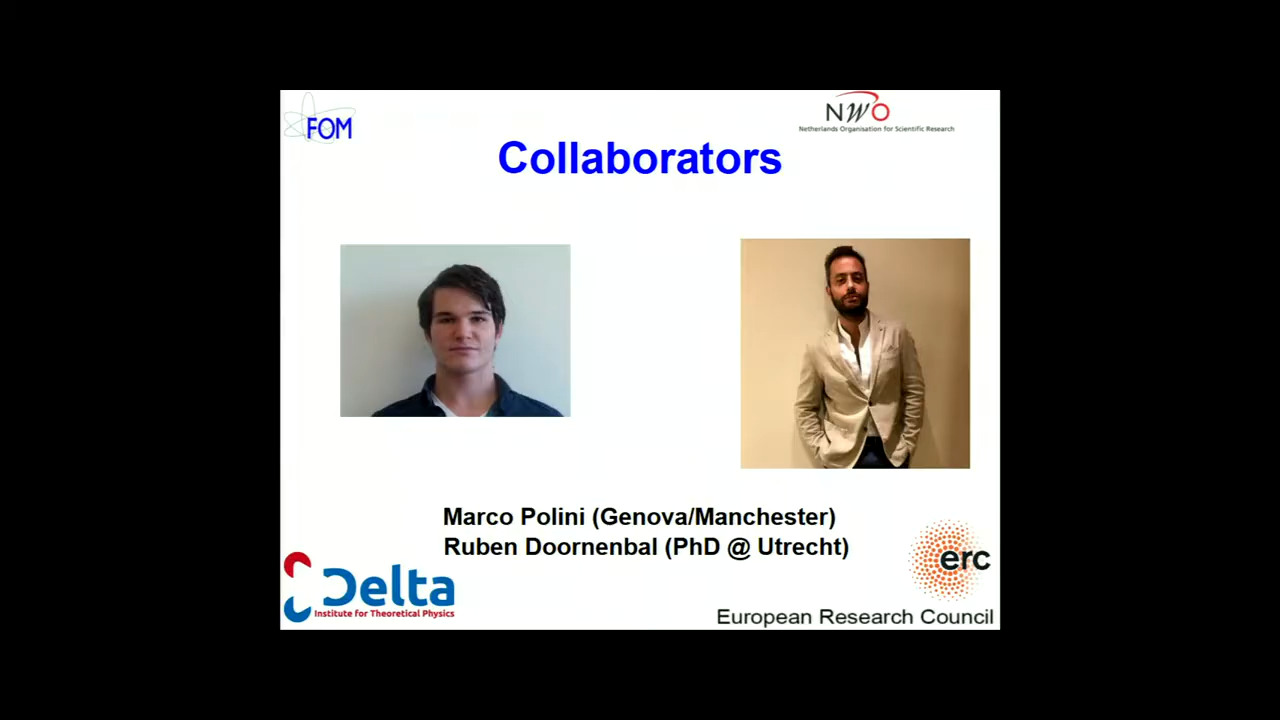 FOM
NWO
Netherlands Organisation for Scientific Research
Collaborators
Marco Polini (Genova/Manchester)
Ruben Doornenbal (PhD @ Utrecht)
Delta
Institute for Theoretical Physics
erc
European Research Council